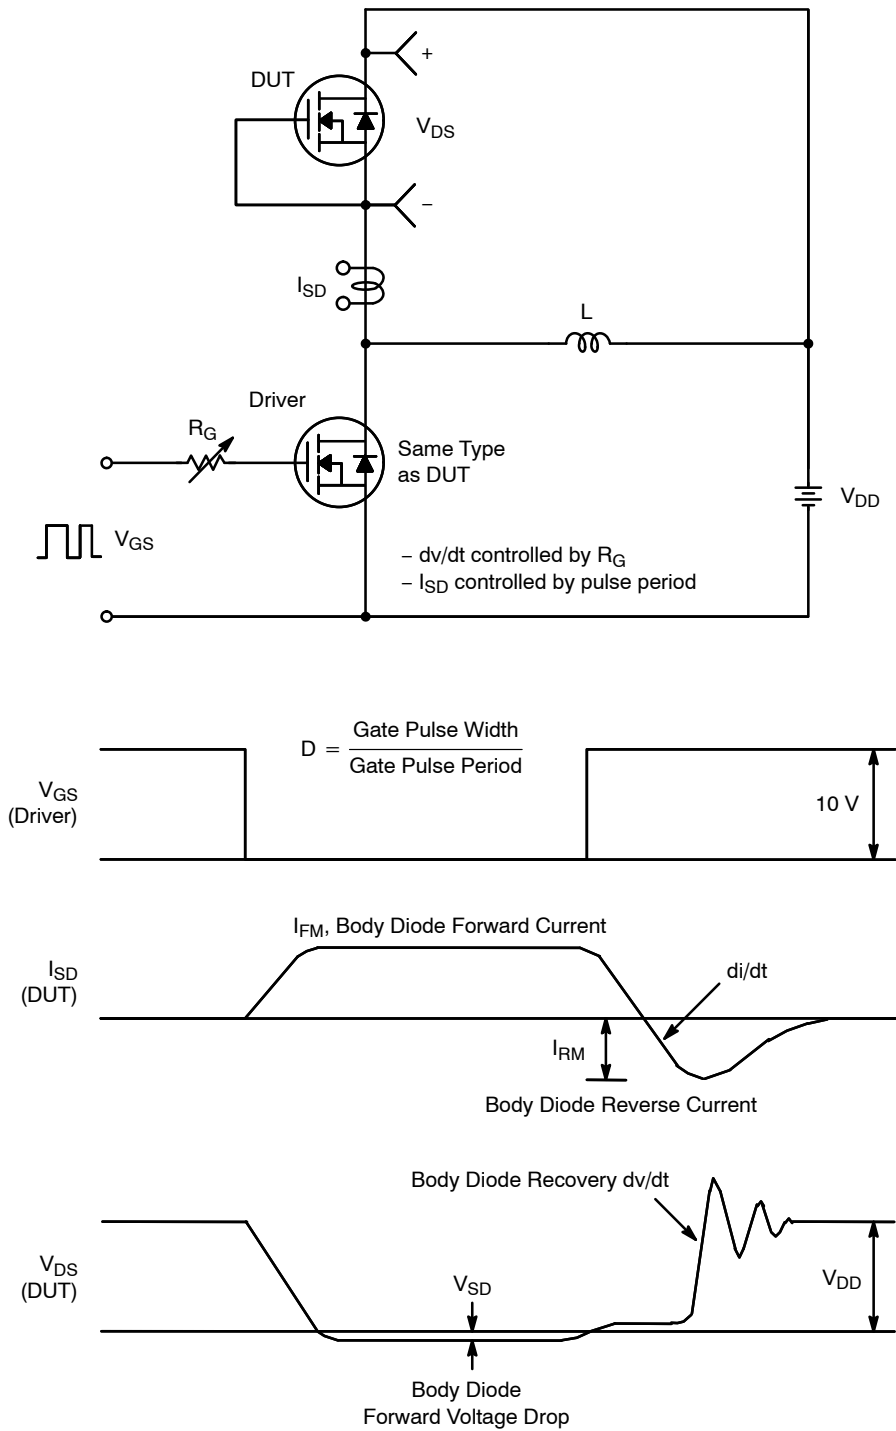 +
DUT
V_DS
−
I_SD
L
Driver
R_G
Same Type
as DUT
V_DD
V_GS
− dv/dt controlled by R_G
− I_SD controlled by pulse period
D = Gate Pulse Width
Gate Pulse Period
V_GS
(Driver)
10 V
I_FM, Body Diode Forward Current
I_SD
(DUT)
di/dt
I_RM
Body Diode Reverse Current
Body Diode Recovery dv/dt
V_DS
(DUT)
V_SD
V_DD
Body Diode
Forward Voltage Drop